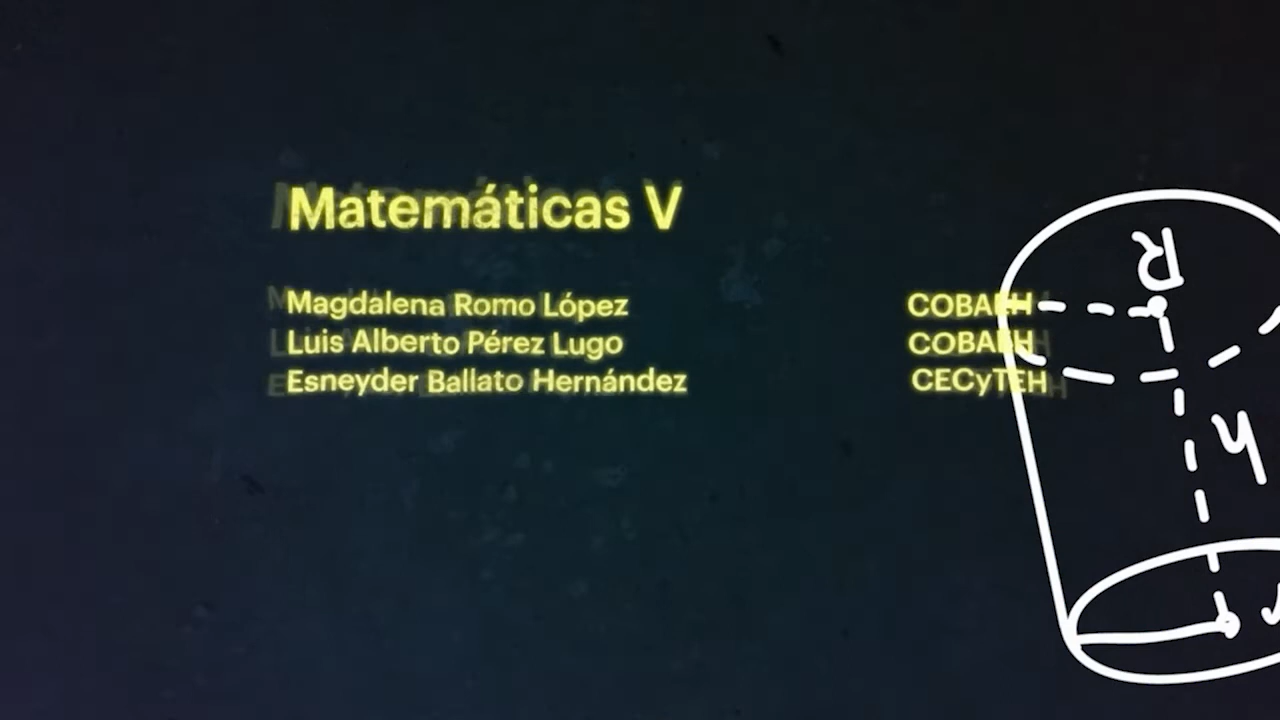 Matemáticas V
Magdalena Romo López COBAEH
Luis Alberto Pérez Lugo COBAEH
Esneyder Ballato Hernández CECyTEH
R
h